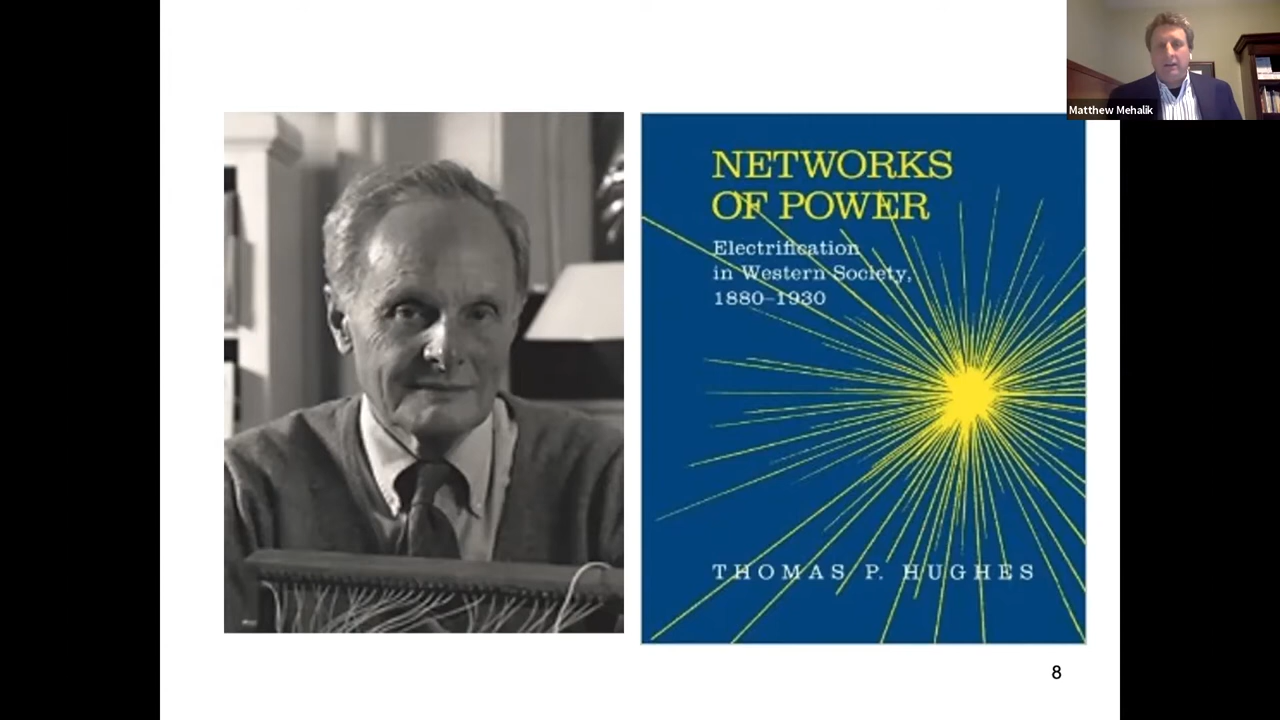 Matthew Mehalik
NETWORKS
OF POWER
Electrification
in Western Society,
1880–1930
THOMAS P. HUGHES
8